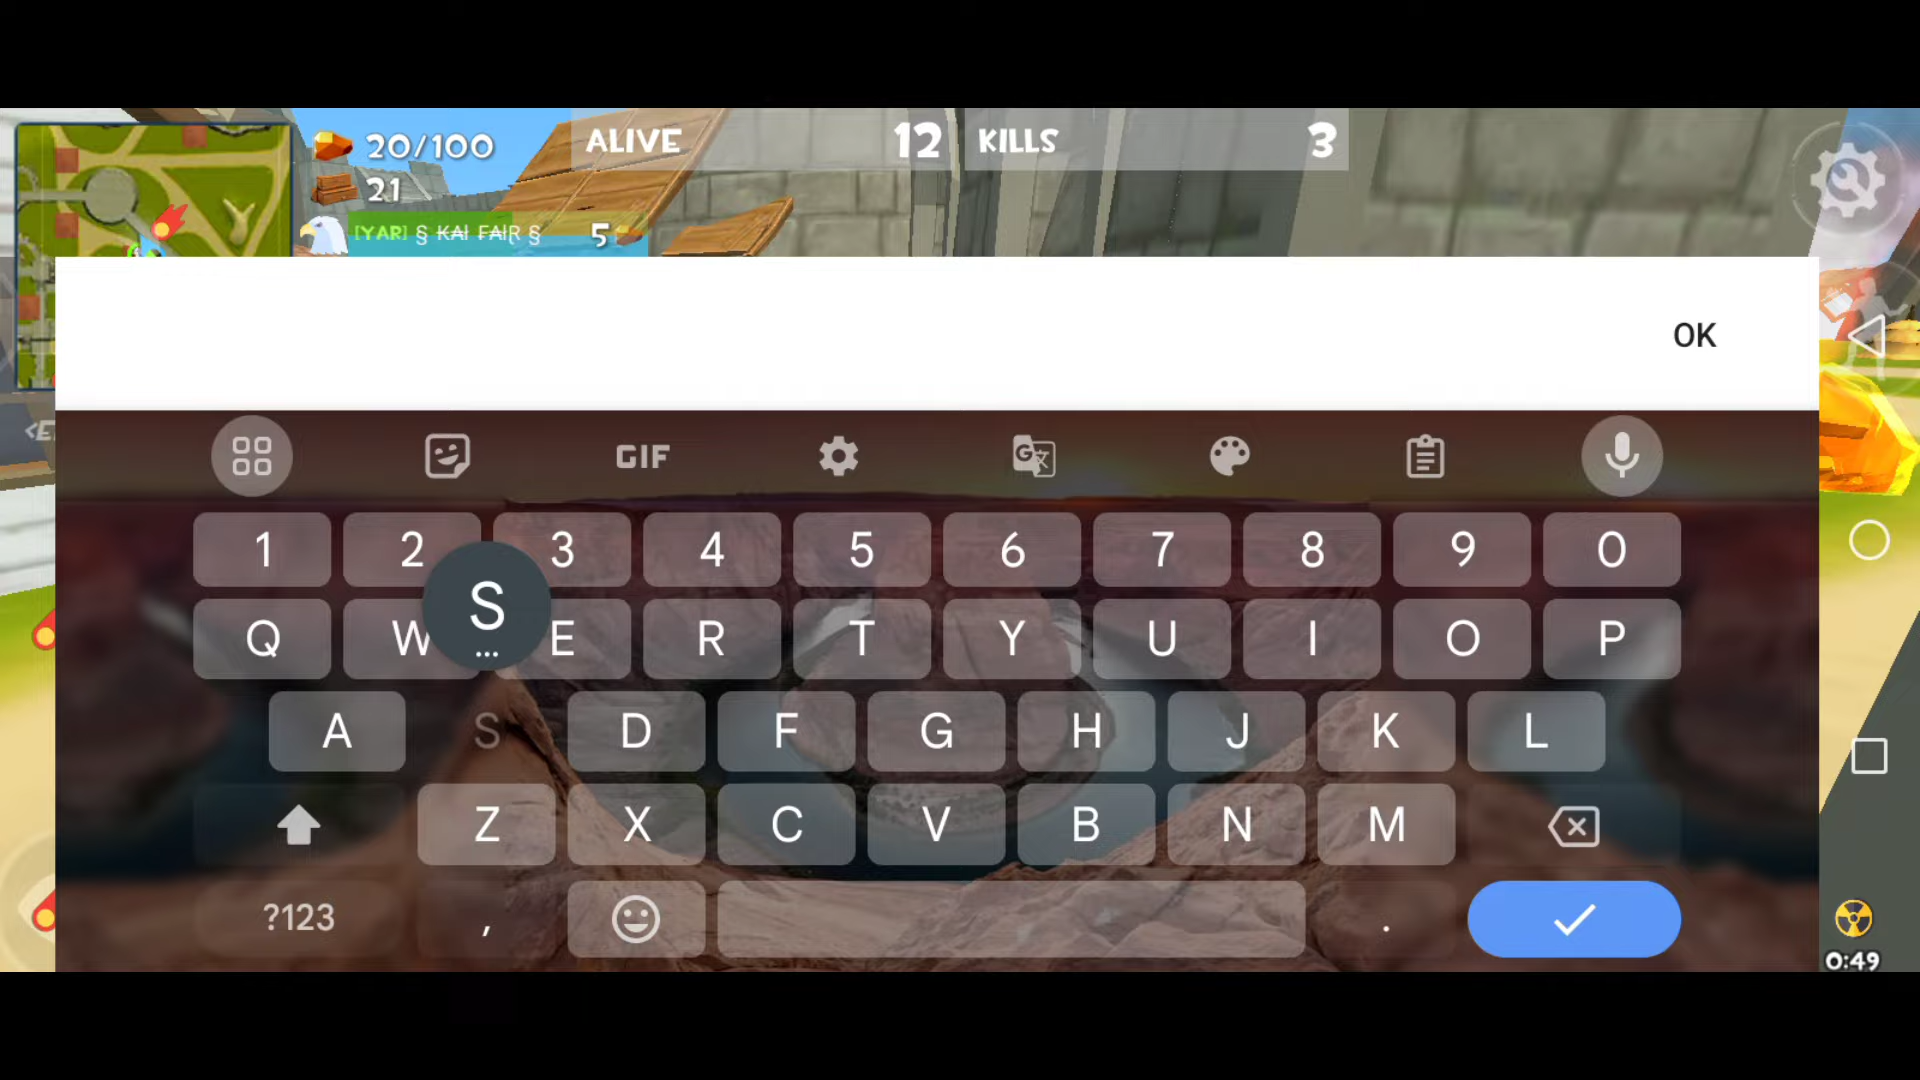 20/100
ALIVE 12 KILLS 3
21
[YAR] § KAI FAIR § 5
OK
<E
GIF
1 2 3 4 5 6 7 8 9 0
S
...
Q W E R T Y U I O P
A S D F G H J K L
Z X C V B N M
?123 , .
0:49